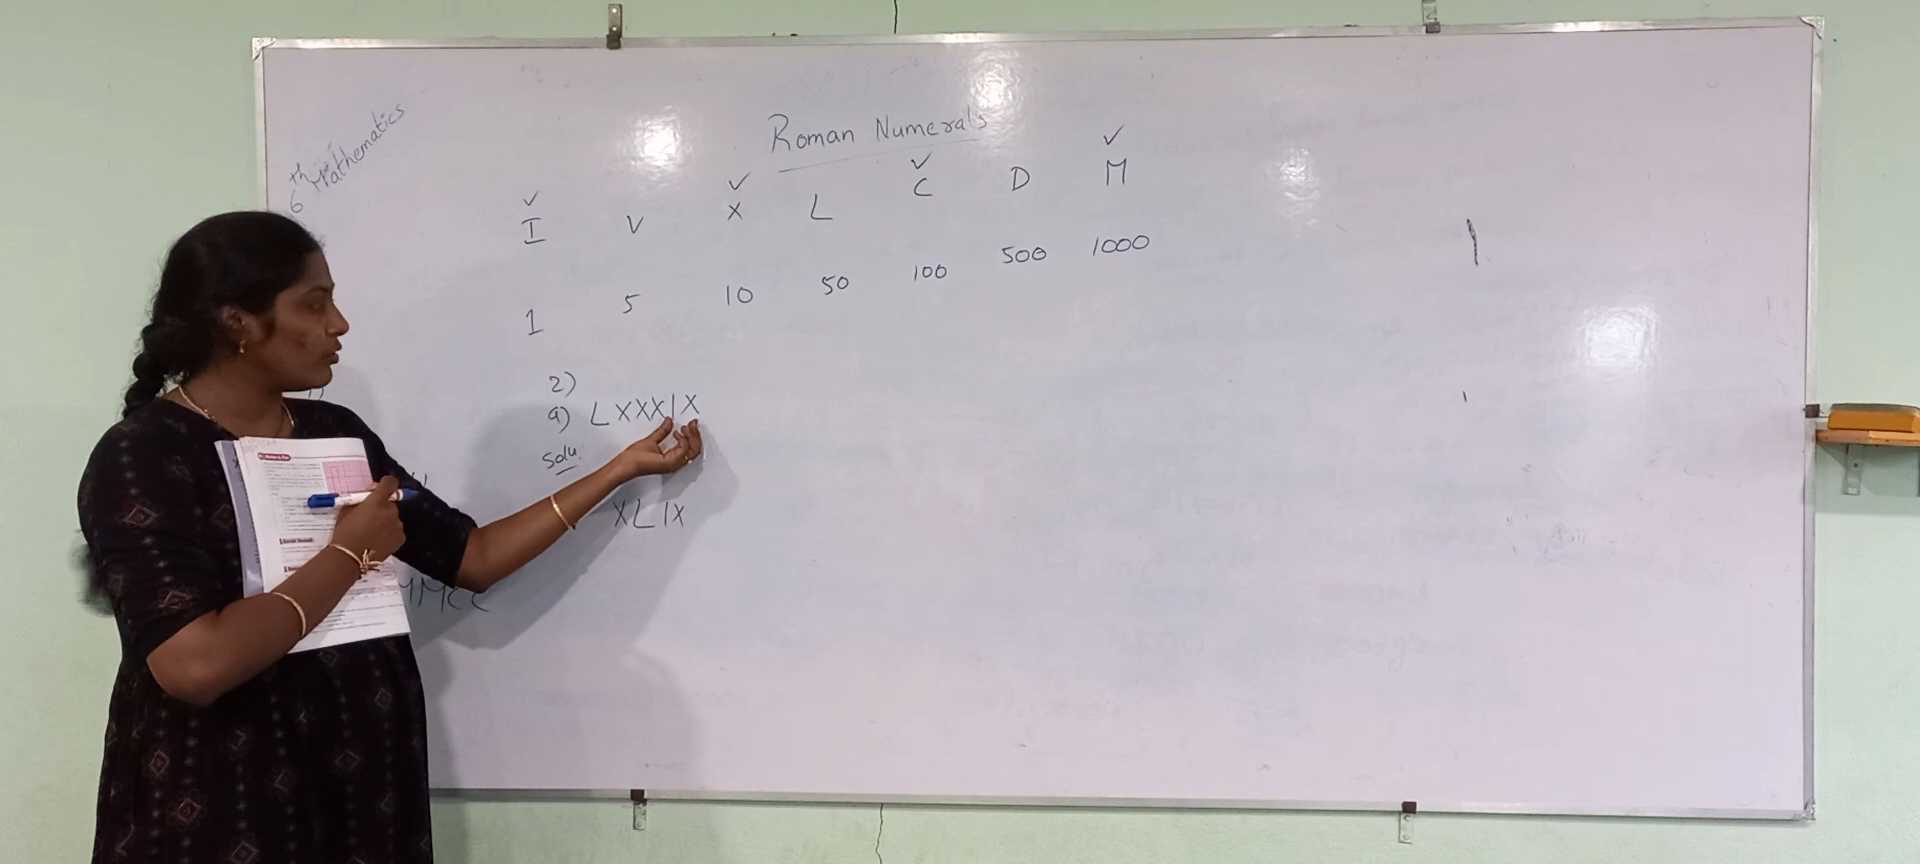 6th Mathematics
Roman Numerals
I V X L C D M
1 5 10 50 100 500 1000
2)
a) LXXXIX
Solu:
XLIX
MMCC